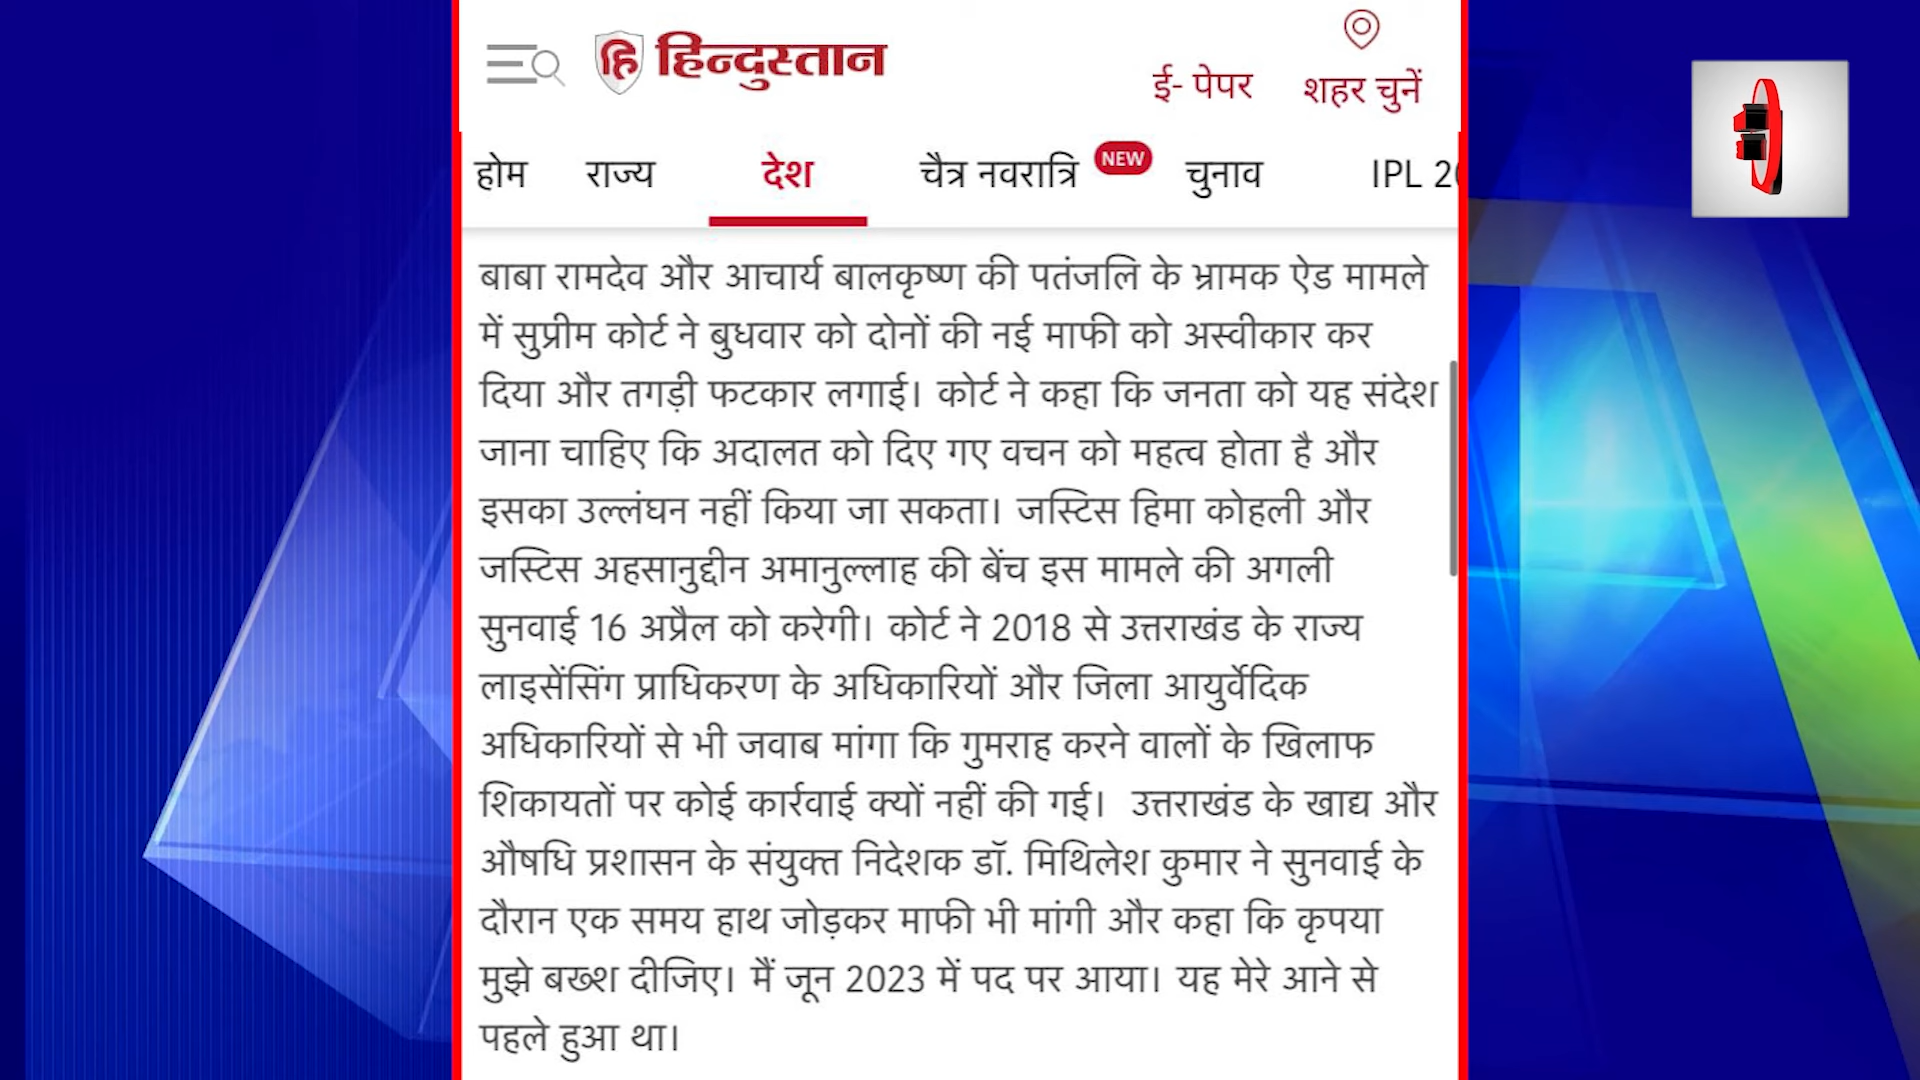 हिन्दुस्तान
ई- पेपर
शहर चुनें
होम राज्य देश चैत्र नवरात्रि NEW चुनाव IPL
बाबा रामदेव और आचार्य बालकृष्ण की पतंजलि के भ्रामक ऐड मामले
में सुप्रीम कोर्ट ने बुधवार को दोनों की नई माफी को अस्वीकार कर
दिया और तगड़ी फटकार लगाई। कोर्ट ने कहा कि जनता को यह संदेश
जाना चाहिए कि अदालत को दिए गए वचन को महत्व होता है और
इसका उल्लंघन नहीं किया जा सकता। जस्टिस हिमा कोहली और
जस्टिस अहसानुद्दीन अमानुल्लाह की बेंच इस मामले की अगली
सुनवाई 16 अप्रैल को करेगी। कोर्ट ने 2018 से उत्तराखंड के राज्य
लाइसेंसिंग प्राधिकरण के अधिकारियों और जिला आयुर्वेदिक
अधिकारियों से भी जवाब मांगा कि गुमराह करने वालों के खिलाफ
शिकायतों पर कोई कार्रवाई क्यों नहीं की गई। उत्तराखंड के खाद्य और
औषधि प्रशासन के संयुक्त निदेशक डॉ. मिथिलेश कुमार ने सुनवाई के
दौरान एक समय हाथ जोड़कर माफी भी मांगी और कहा कि कृपया
मुझे बख्श दीजिए। मैं जून 2023 में पद पर आया। यह मेरे आने से
पहले हुआ था।